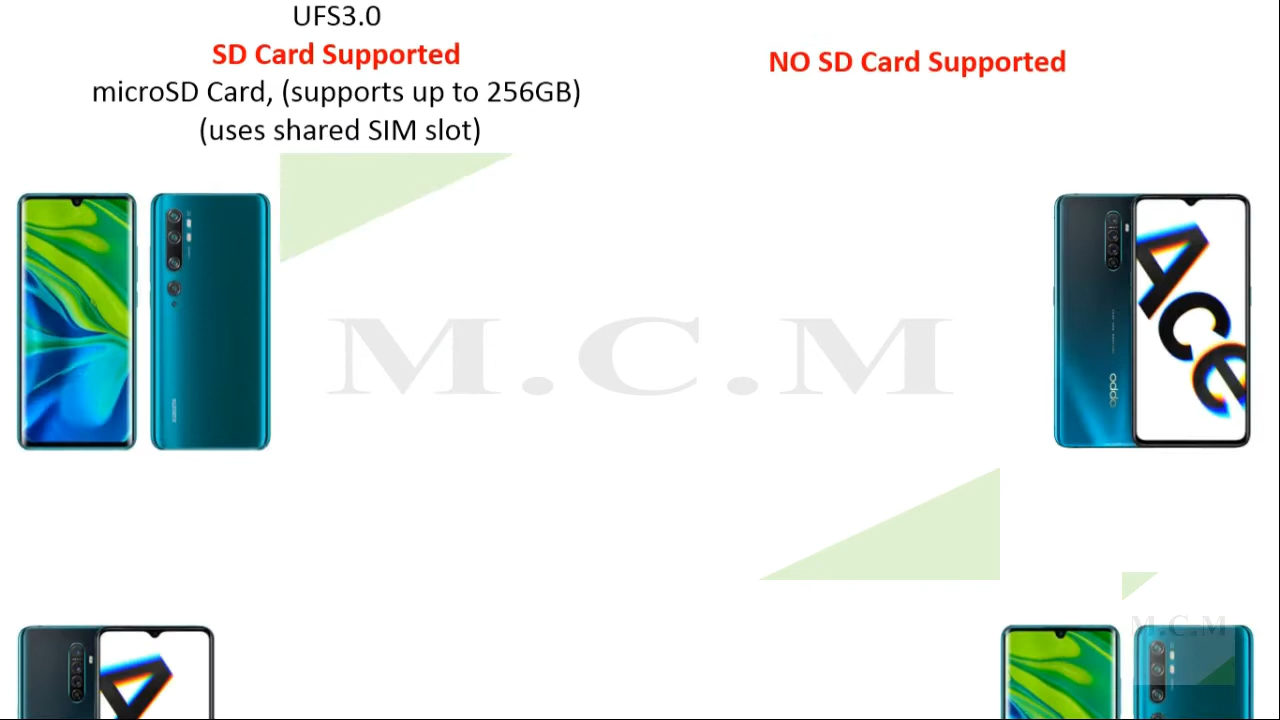 UFS3.0
SD Card Supported
microSD Card, (supports up to 256GB)
(uses shared SIM slot)
NO SD Card Supported
M.C.M
Ace
oppo
M.C.M